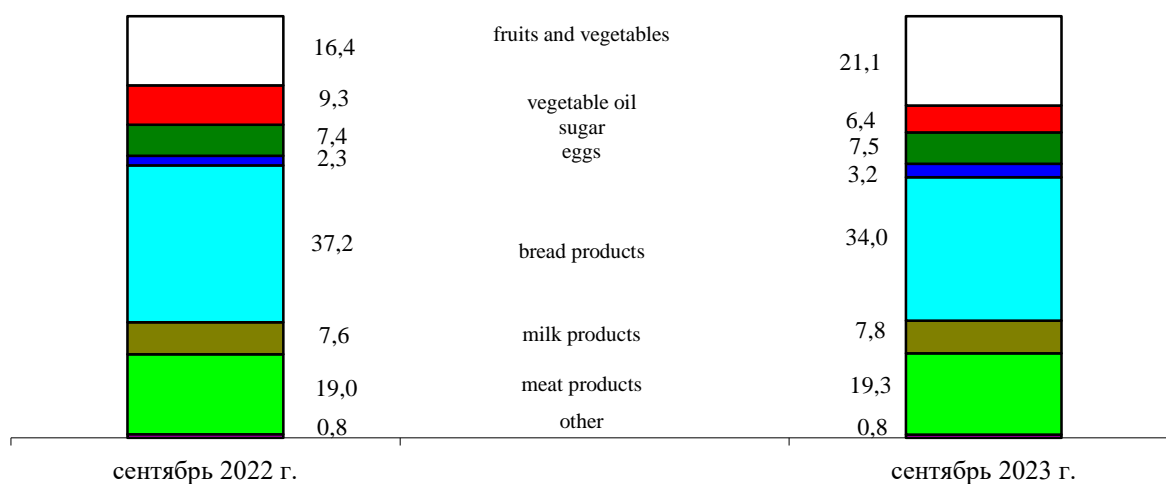 fruits and vegetables
16,4
21,1
9,3
vegetable oil
6,4
sugar
7,4
7,5
eggs
2,3
3,2
37,2
bread products
34,0
7,6
milk products
7,8
19,0
meat products
19,3
0,8
other
0,8
сентябрь 2022 г.
сентябрь 2023 г.